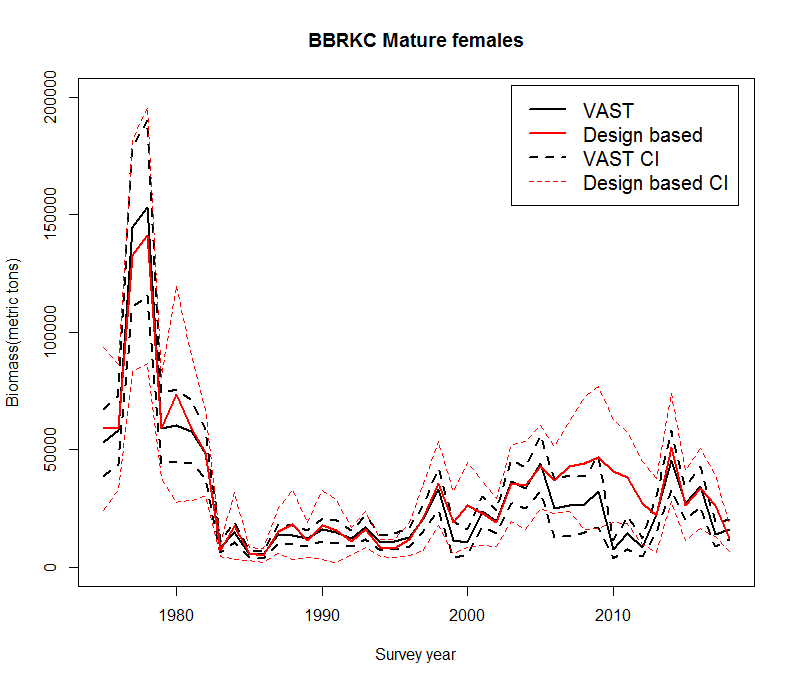 BBRKC Mature females
VAST
Design based
VAST CI
Design based CI
Biomass(metric tons)
200000
150000
100000
50000
0
1980 1990 2000 2010
Survey year